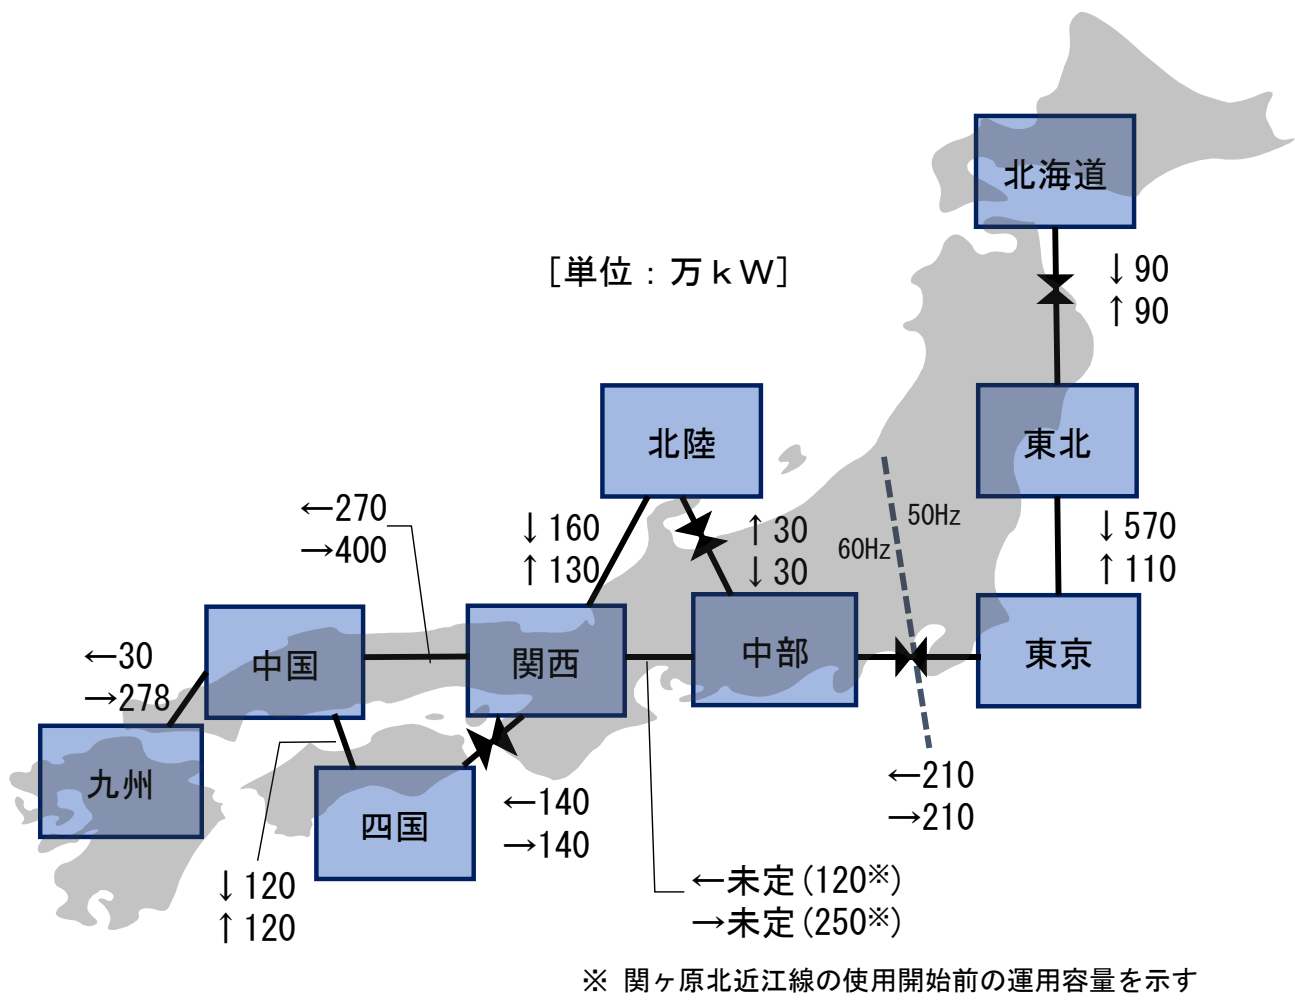 北海道
[単位：万ｋＷ]
↓90
↑90
北陸
東北
←270
→400
↓160
↑130
↑30
↓30
50Hz
60Hz
↓570
↑110
←30
→278
中国
関西
中部
東京
九州
四国
←140
→140
←210
→210
↓120
↑120
←未定(120※)
→未定(250※)
※ 関ヶ原北近江線の使用開始前の運用容量を示す